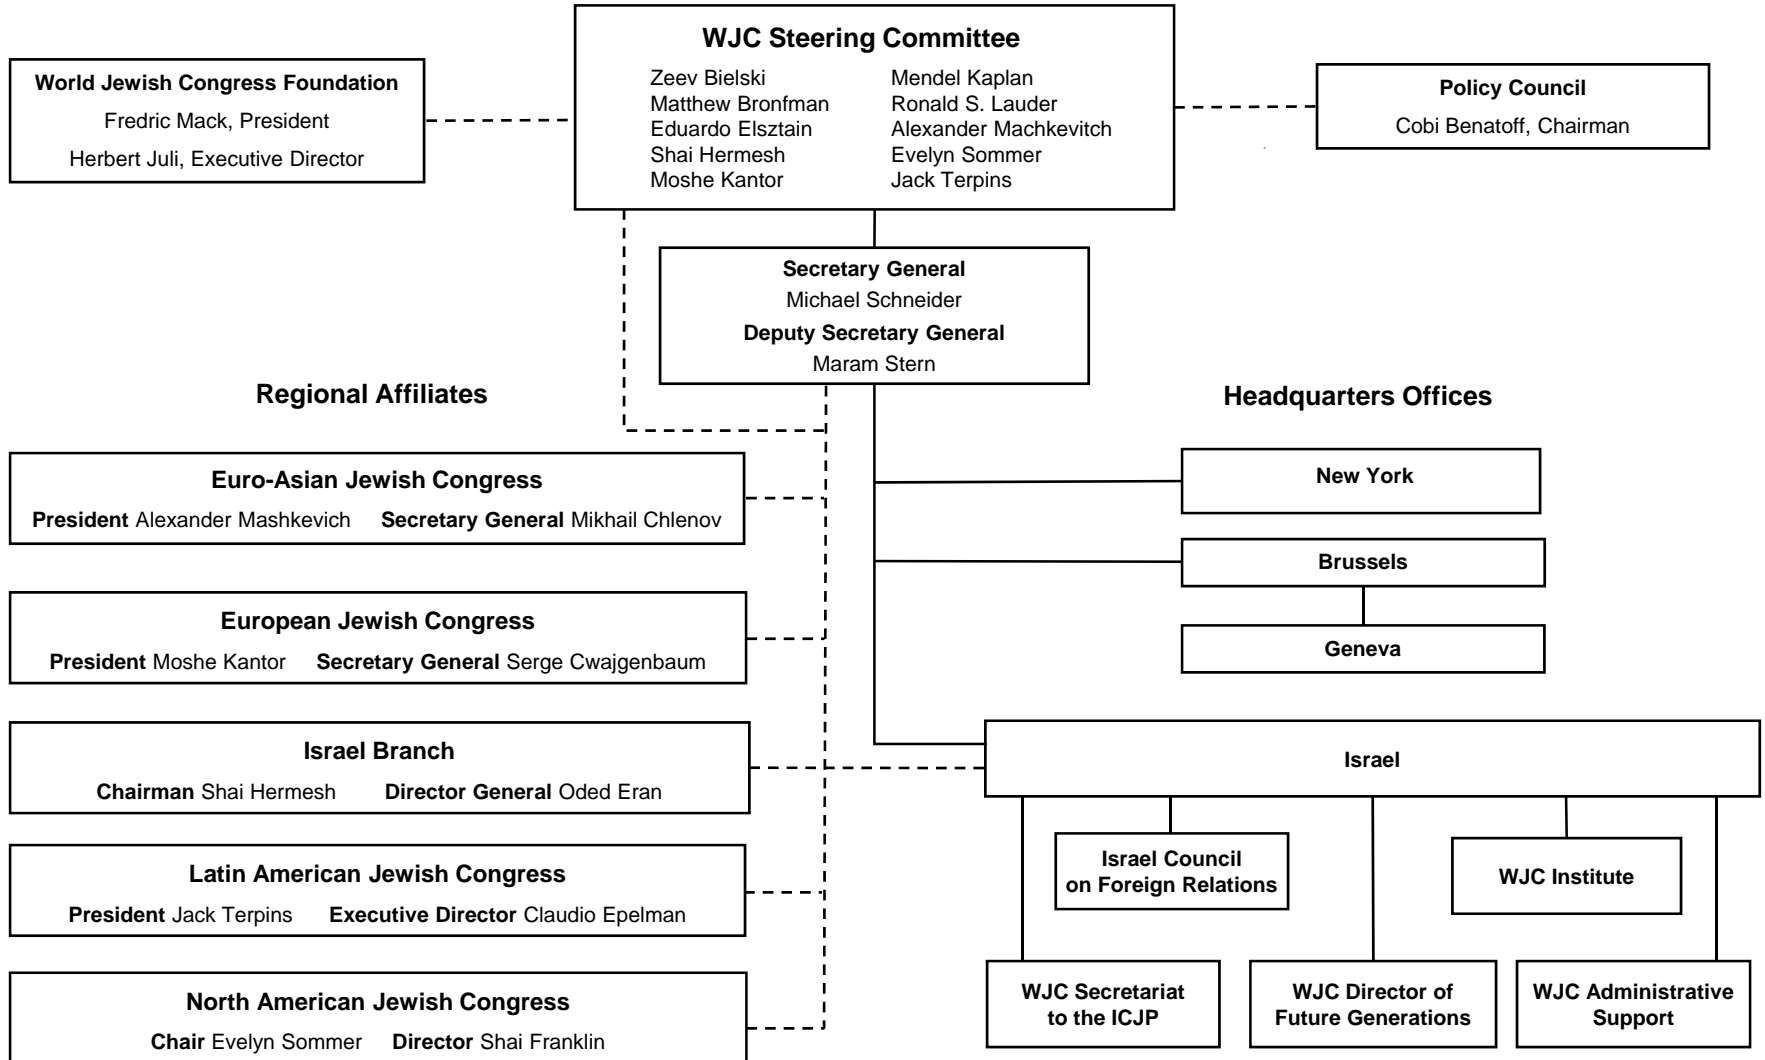 WJC Steering Committee
Zeev Bielski
Matthew Bronfman
Eduardo Elsztain
Shai Hermesh
Moshe Kantor
Mendel Kaplan
Ronald S. Lauder
Alexander Machkevitch
Evelyn Sommer
Jack Terpins
World Jewish Congress Foundation
Fredric Mack, President
Herbert Juli, Executive Director
Policy Council
Cobi Benatoff, Chairman
Secretary General
Michael Schneider
Deputy Secretary General
Maram Stern
Regional Affiliates
Euro-Asian Jewish Congress
President Alexander Mashkevich Secretary General Mikhail Chlenov
European Jewish Congress
President Moshe Kantor Secretary General Serge Cwajgenbaum
Israel Branch
Chairman Shai Hermesh Director General Oded Eran
Latin American Jewish Congress
President Jack Terpins Executive Director Claudio Epelman
North American Jewish Congress
Chair Evelyn Sommer Director Shai Franklin
Headquarters Offices
New York
Brussels
Geneva
Israel
Israel Council
on Foreign Relations
WJC Institute
WJC Secretariat
to the ICJP
WJC Director of
Future Generations
WJC Administrative
Support